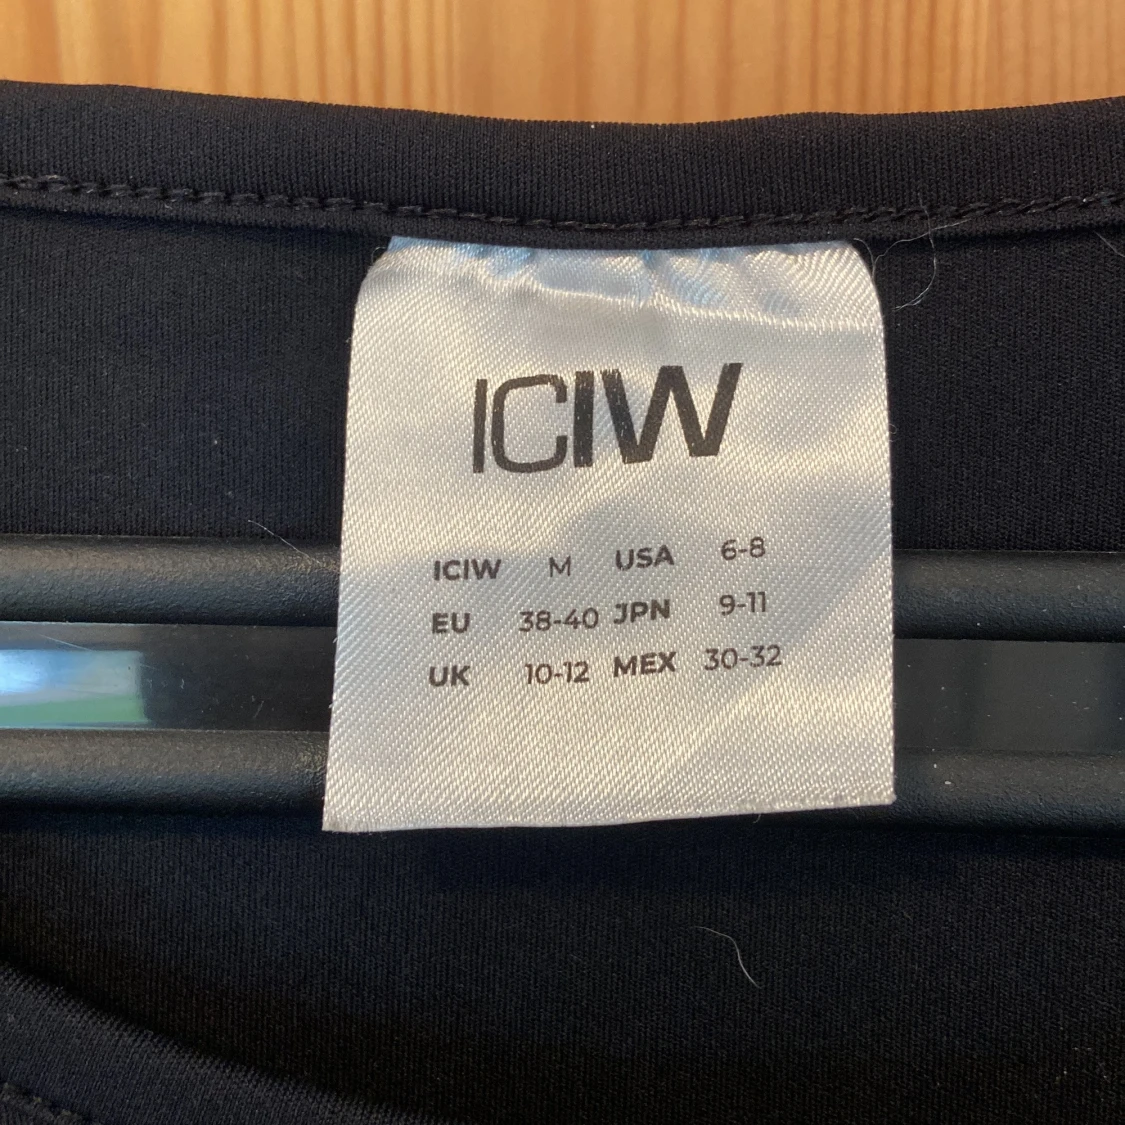 ICIW
ICIW M USA 6-8
EU 38-40 JPN 9-11
UK 10-12 MEX 30-32